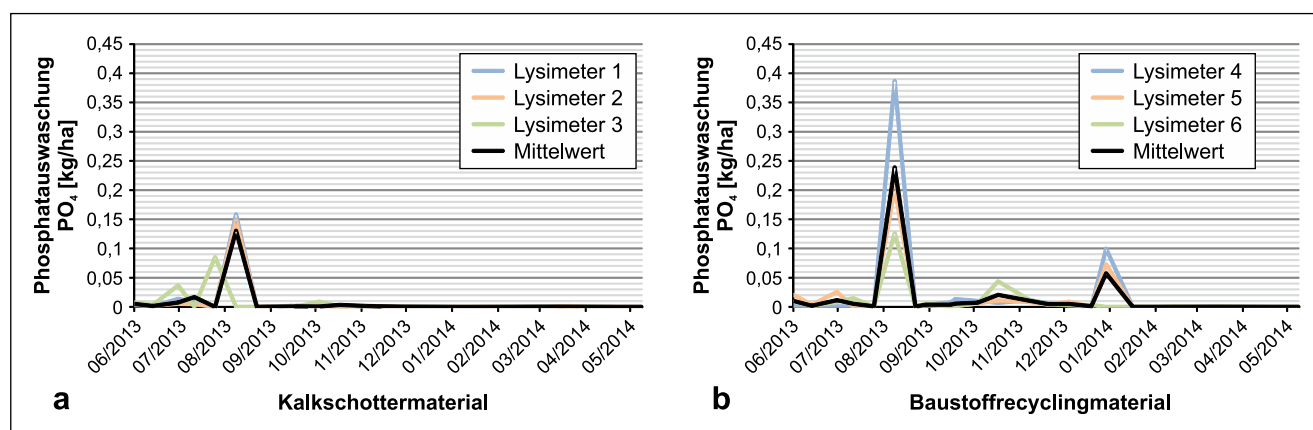 Phosphatauswaschung
PO₄ [kg/ha]
0,45
0,4
0,35
0,3
0,25
0,2
0,15
0,1
0,05
0
Lysimeter 1
Lysimeter 2
Lysimeter 3
Mittelwert
06/2013
07/2013
08/2013
09/2013
10/2013
11/2013
12/2013
01/2014
02/2014
03/2014
04/2014
05/2014
a
Kalkschottermaterial
Phosphatauswaschung
PO₄ [kg/ha]
0,45
0,4
0,35
0,3
0,25
0,2
0,15
0,1
0,05
0
Lysimeter 4
Lysimeter 5
Lysimeter 6
Mittelwert
06/2013
07/2013
08/2013
09/2013
10/2013
11/2013
12/2013
01/2014
02/2014
03/2014
04/2014
05/2014
b
Baustoffrecyclingmaterial